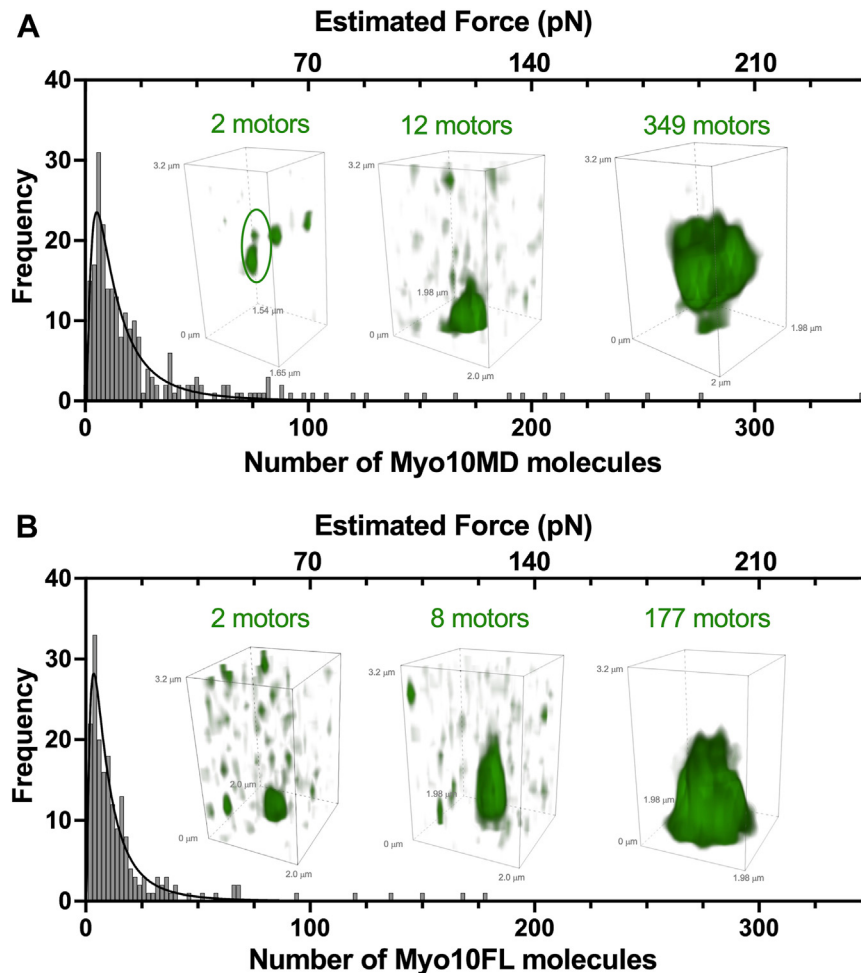 A
Estimated Force (pN)
70 140 210
40
30
20
10
0
Frequency
2 motors 12 motors 349 motors
3.2 µm 3.2 µm 3.2 µm
0 µm 1.54 µm 1.65 µm
0 µm 1.98 µm 2.0 µm
0 µm 1.98 µm 2 µm
0 100 200 300
Number of Myo10MD molecules
B
Estimated Force (pN)
70 140 210
40
30
20
10
0
Frequency
2 motors 8 motors 177 motors
3.2 µm 3.2 µm 3.2 µm
0 µm 2.0 µm 2.0 µm
0 µm 1.98 µm 2.0 µm
0 µm 1.98 µm 1.98 µm
0 100 200 300
Number of Myo10FL molecules